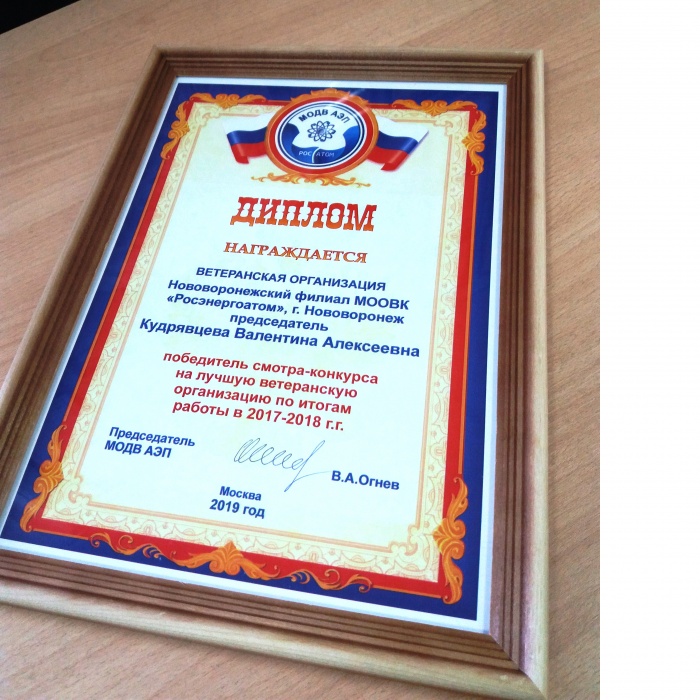 МОДВ АЭП
РОСАТОМ
ДИПЛОМ
НАГРАЖДАЕТСЯ
ВЕТЕРАНСКАЯ ОРГАНИЗАЦИЯ
Нововоронежский филиал МООВК
«Росэнергоатом», г. Нововоронеж
председатель
Кудрявцева Валентина Алексеевна
победитель смотра-конкурса
на лучшую ветеранскую
организацию по итогам
работы в 2017-2018 г.г.
Председатель
МОДВ АЭП
В.А.Огнев
Москва
2019 год